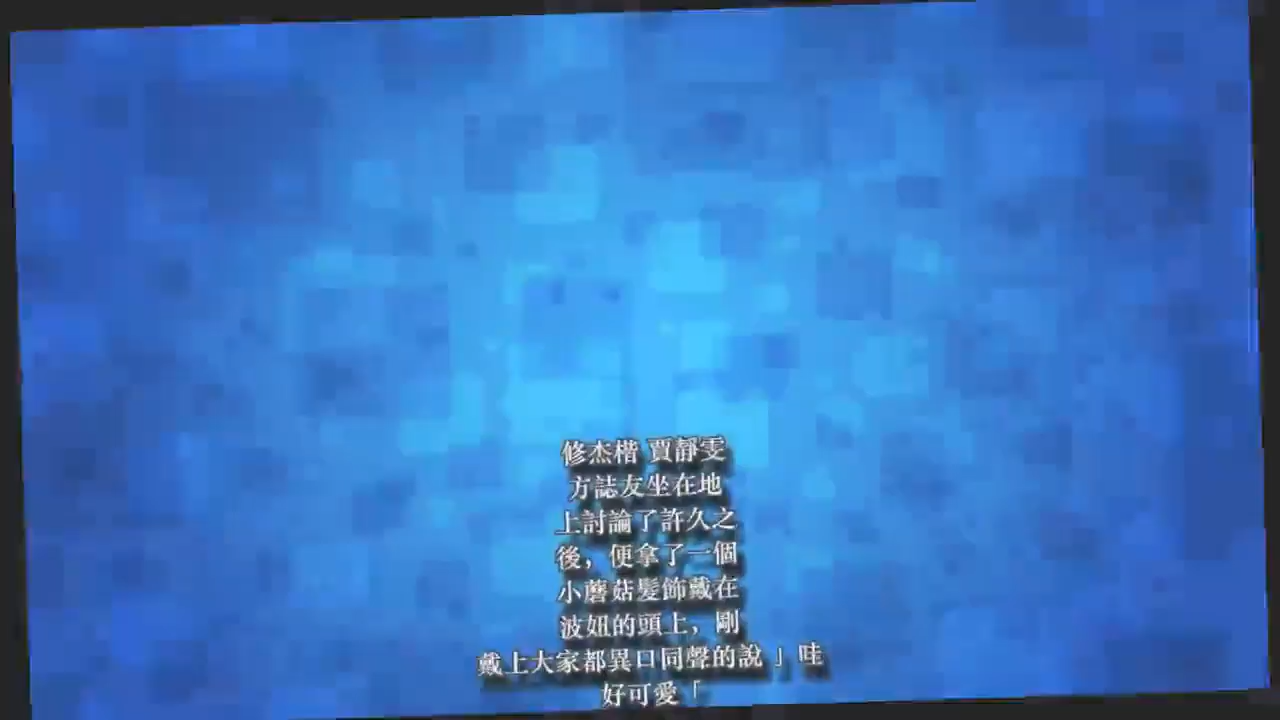 修杰楷 賈靜雯
方誌友坐在地
上討論了許久之
後，便拿了一個
小蘑菇髮飾戴在
波妞的頭上，剛
戴上大家都異口同聲的說 」哇
好可愛「